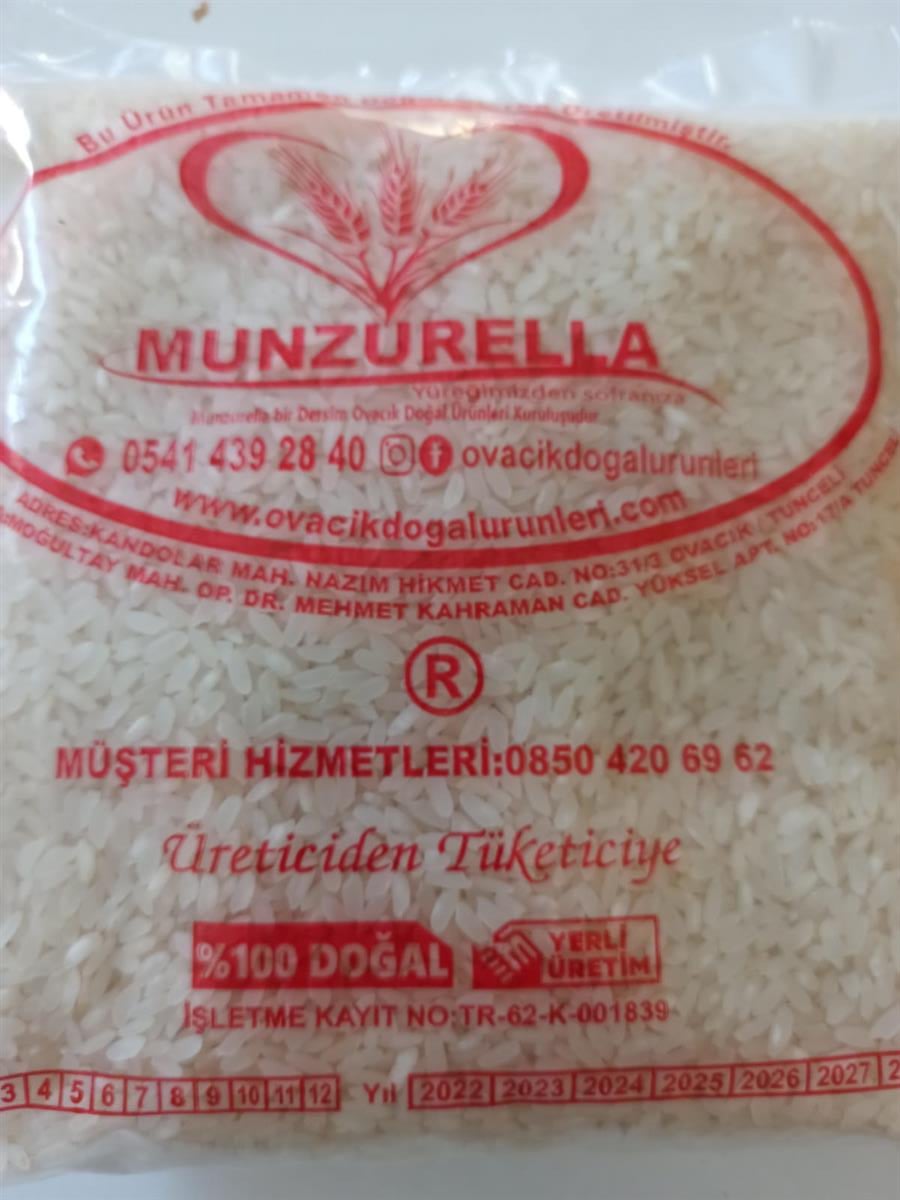 Bu Ürün Tamamen Üretilmiştir.
MUNZURELLA
Yüreğimizden sofranıza
Munzurella bir Dersim Ovacık Doğal Ürünleri Kuruluşudur
0541 439 28 40 ovacikdogalurunleri
www.ovacikdogalurunleri.com
ADRES:KANDOLAR MAH. NAZIM HİKMET CAD. NO:31/3 OVACIK / TUNCELİ
MOĞULTAY MAH. OP. DR. MEHMET KAHRAMAN CAD. YÜKSEL APT. NO:17/A TUNCELİ
®
MÜŞTERİ HİZMETLERİ:0850 420 69 62
Üreticiden Tüketiciye
%100 DOĞAL
YERLİ
ÜRETİM
İŞLETME KAYIT NO:TR-62-K-001839
3 4 5 6 7 8 9 10 11 12 Yıl 2022 2023 2024 2025 2026 2027 2